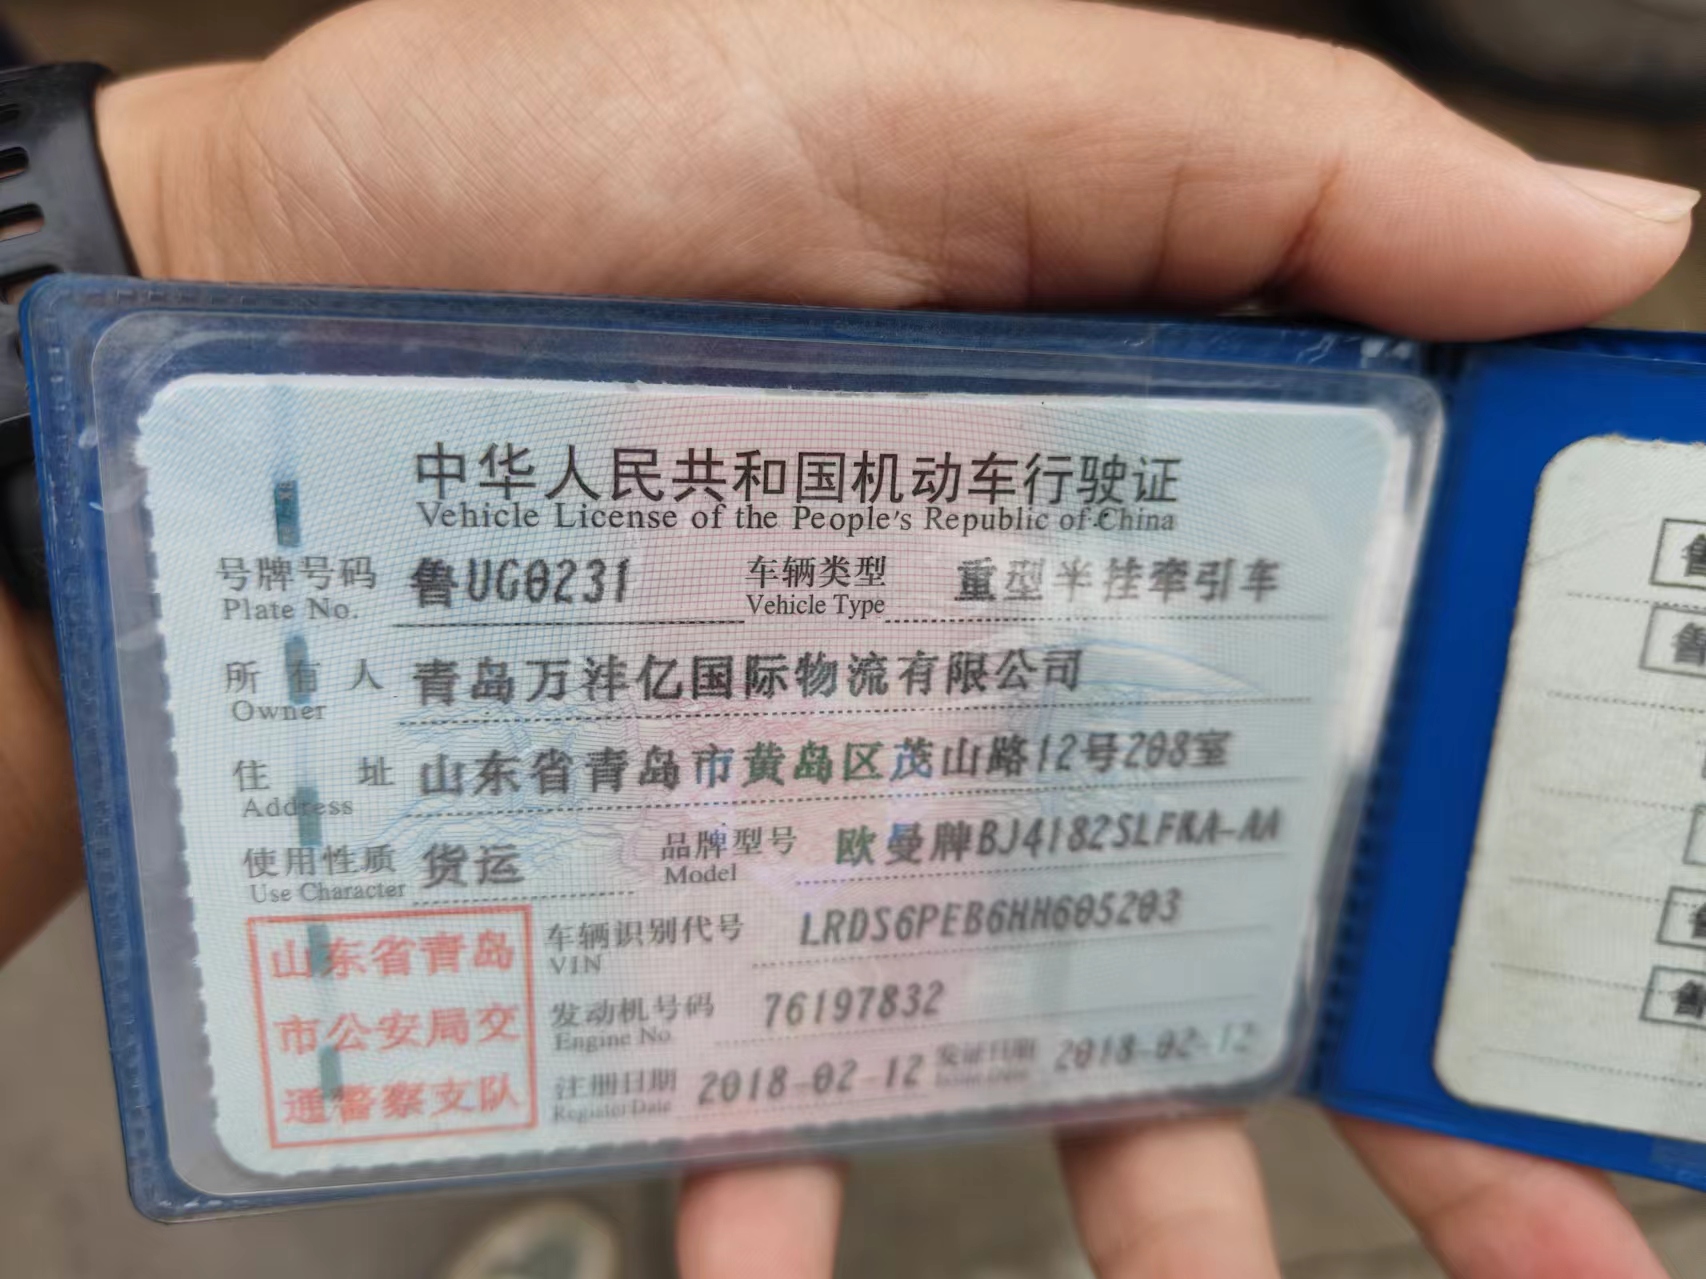 中华人民共和国机动车行驶证
Vehicle License of the People's Republic of China
号牌号码 鲁UG0231 车辆类型 重型半挂牵引车
Plate No. Vehicle Type
所有人 青岛万沣亿国际物流有限公司
Owner
住址 山东省青岛市黄岛区茂山路12号208室
Address
使用性质 货运 品牌型号 欧曼牌BJ4182SLFKA-AA
Use Character Model
山东省青岛
市公安局交
通警察支队
车辆识别代号 LRDS6PEB6HH605203
VIN
发动机号码 76197832
Engine No.
注册日期 2018-02-12 发证日期 2018-02-12
Register Date Issue Date
鲁
鲁
鲁
鲁